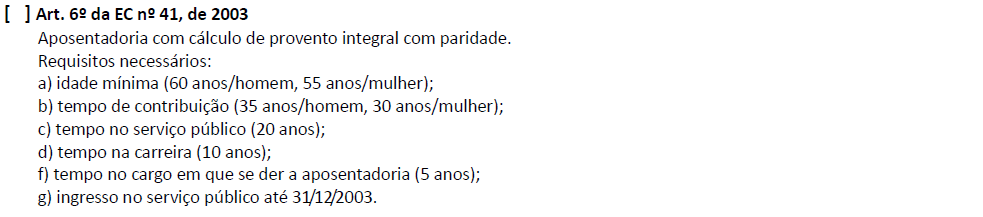 [   ] Art. 6º da EC nº 41, de 2003
Aposentadoria com cálculo de provento integral com paridade.
Requisitos necessários:
a) idade mínima (60 anos/homem, 55 anos/mulher);
b) tempo de contribuição (35 anos/homem, 30 anos/mulher);
c) tempo no serviço público (20 anos);
d) tempo na carreira (10 anos);
f) tempo no cargo em que se der a aposentadoria (5 anos);
g) ingresso no serviço público até 31/12/2003.